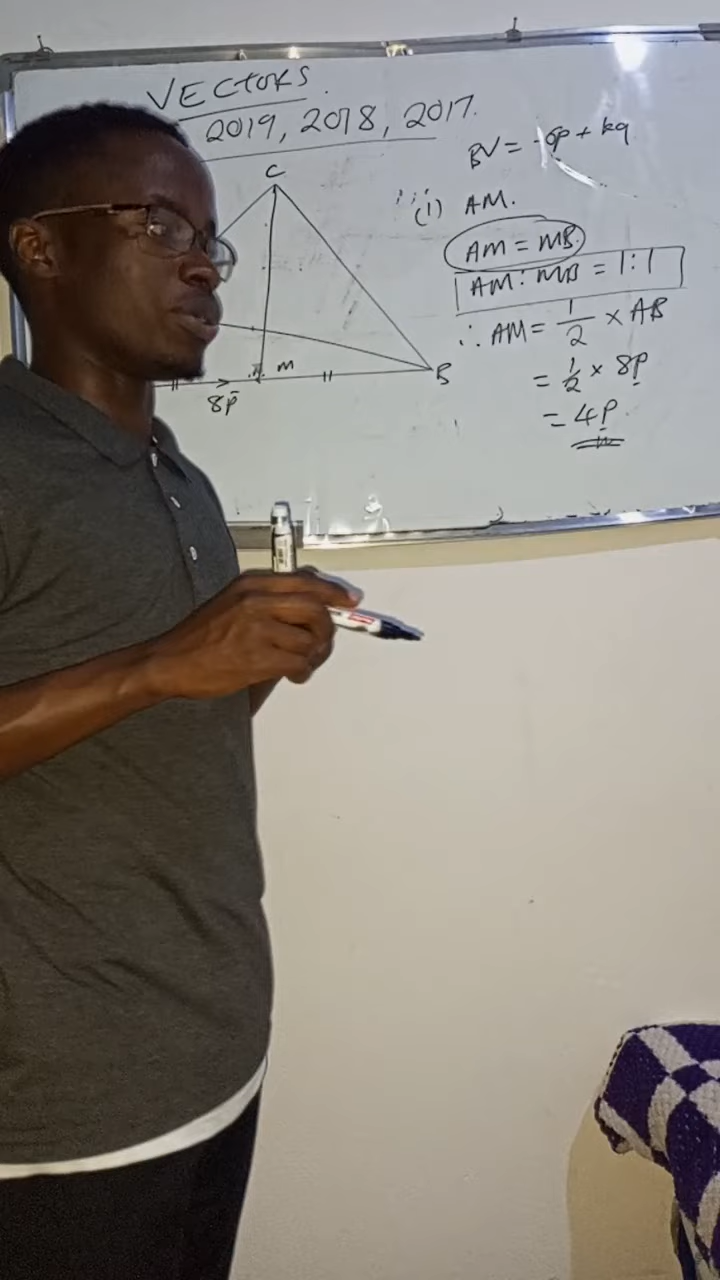 VECTORS.
2019, 2018, 2017.
C
m
B
8p
BV = p + kq
(i) AM.
AM = MB.
AM : MB = 1:1
∴ AM = 1/2 × AB
= 1/2 × 8p
= 4p